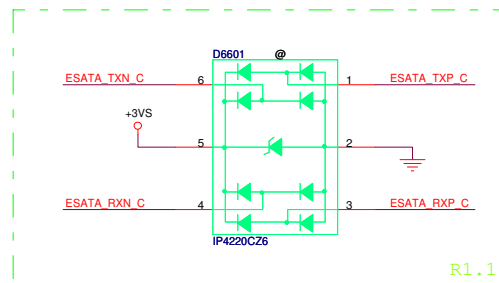 D6601 @
ESATA_TXN_C 6 1 ESATA_TXP_C
+3VS
5 2
ESATA_RXN_C 4 3 ESATA_RXP_C
IP4220CZ6
R1.1